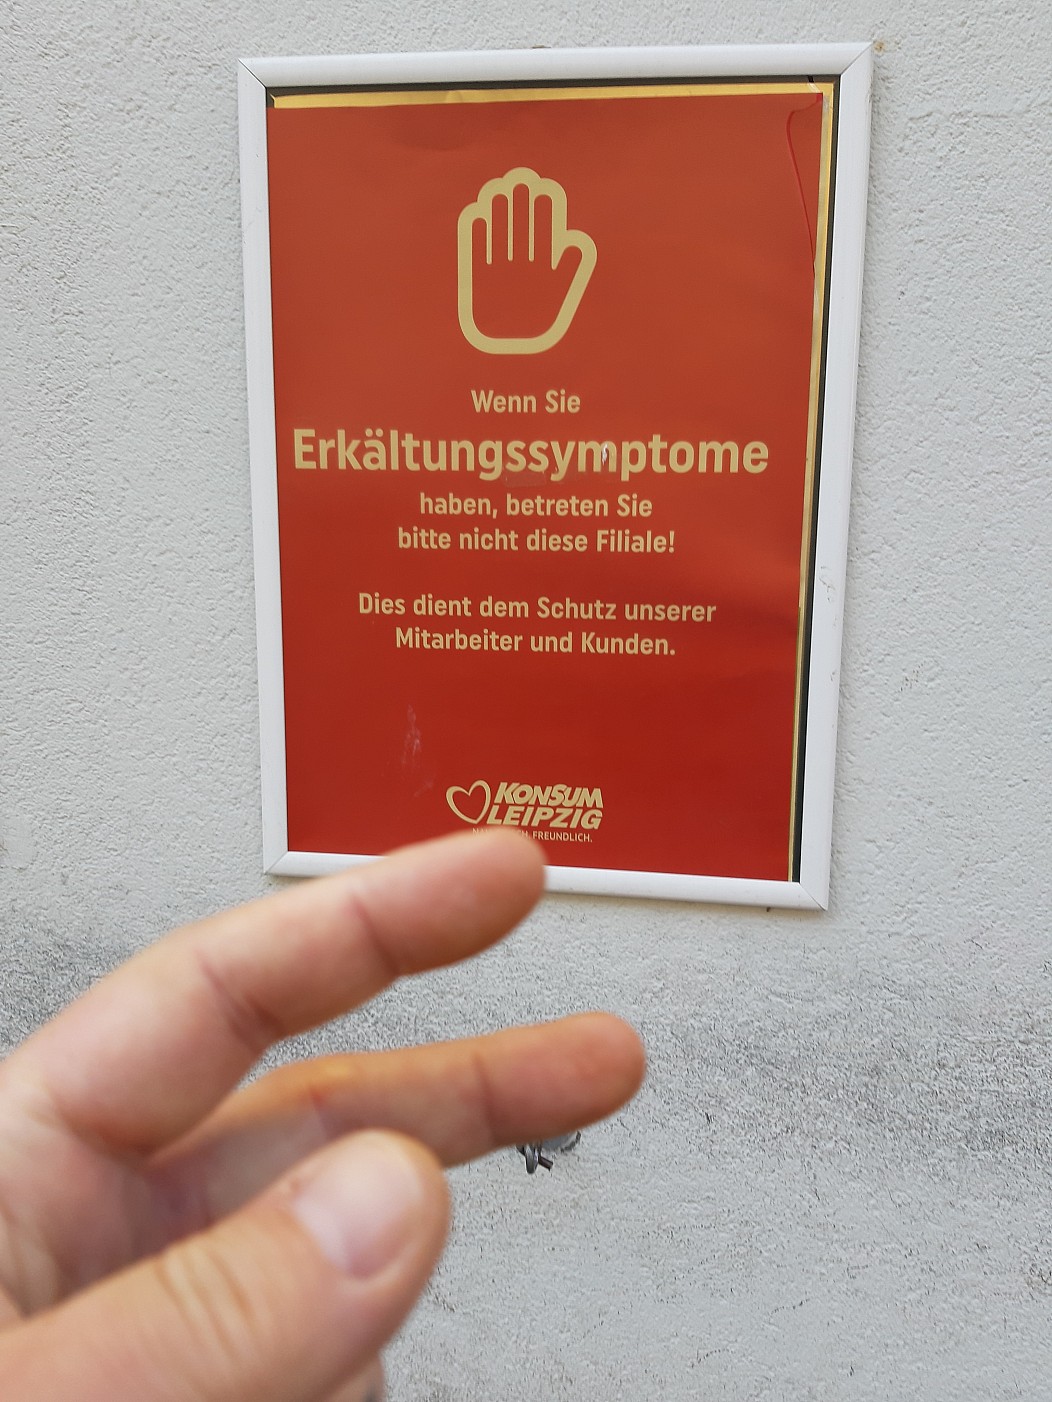 Wenn Sie
Erkältungssymptome
haben, betreten Sie
bitte nicht diese Filiale!
Dies dient dem Schutz unserer
Mitarbeiter und Kunden.
KONSUM
LEIPZIG
FREUNDLICH.